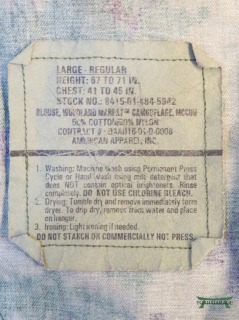 LARGE - REGULAR
HEIGHT: 67 TO 71 IN.
CHEST: 41 TO 45 IN.
STOCK NO.: 8415-01-484-
BLOUSE, WOODLAND MARPAT™ CAMOUFLAGE, MCCUU
50% COTTON/50% NYLON
CONTRACT #
AMERICAN APPAREL, INC.
1. Washing: Machine wash using Permanent Press
Cycle or Hand wash using mild detergent that
does NOT contain optical brighteners. Rinse
completely. DO NOT USE CHLORINE BLEACH.
2. Drying: Tumble dry and remove immediately form
dryer. To drip dry, remove from water and place
on hanger.
3. Ironing: Light ironing if needed.
DO NOT STARCH OR COMMERCIALLY HOT PRESS.